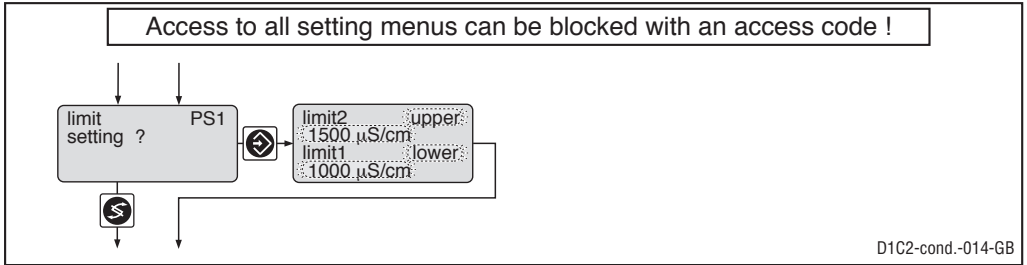 Access to all setting menus can be blocked with an access code !
limit PS1
setting ?
limit2 upper
1500 µS/cm
limit1 lower
1000 µS/cm
D1C2-cond.-014-GB